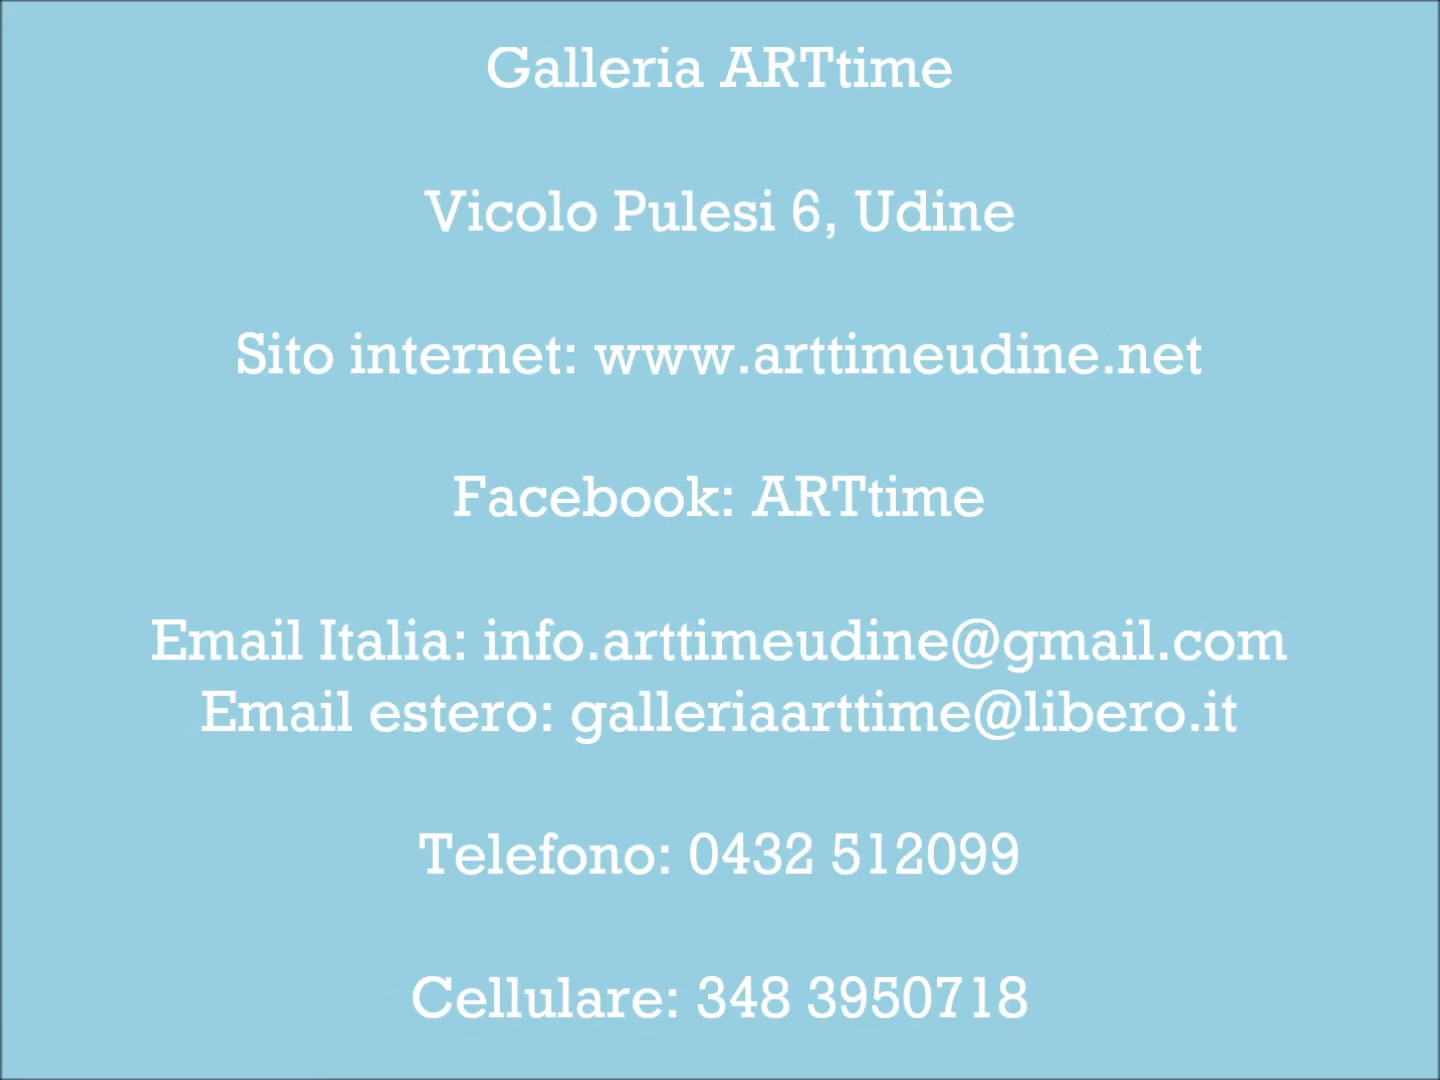 Galleria ARTtime
Vicolo Pulesi 6, Udine
Sito internet: www.arttimeudine.net
Facebook: ARTtime
Email Italia: info.arttimeudine@gmail.com
Email estero: galleriaarttime@libero.it
Telefono: 0432 512099
Cellulare: 348 3950718